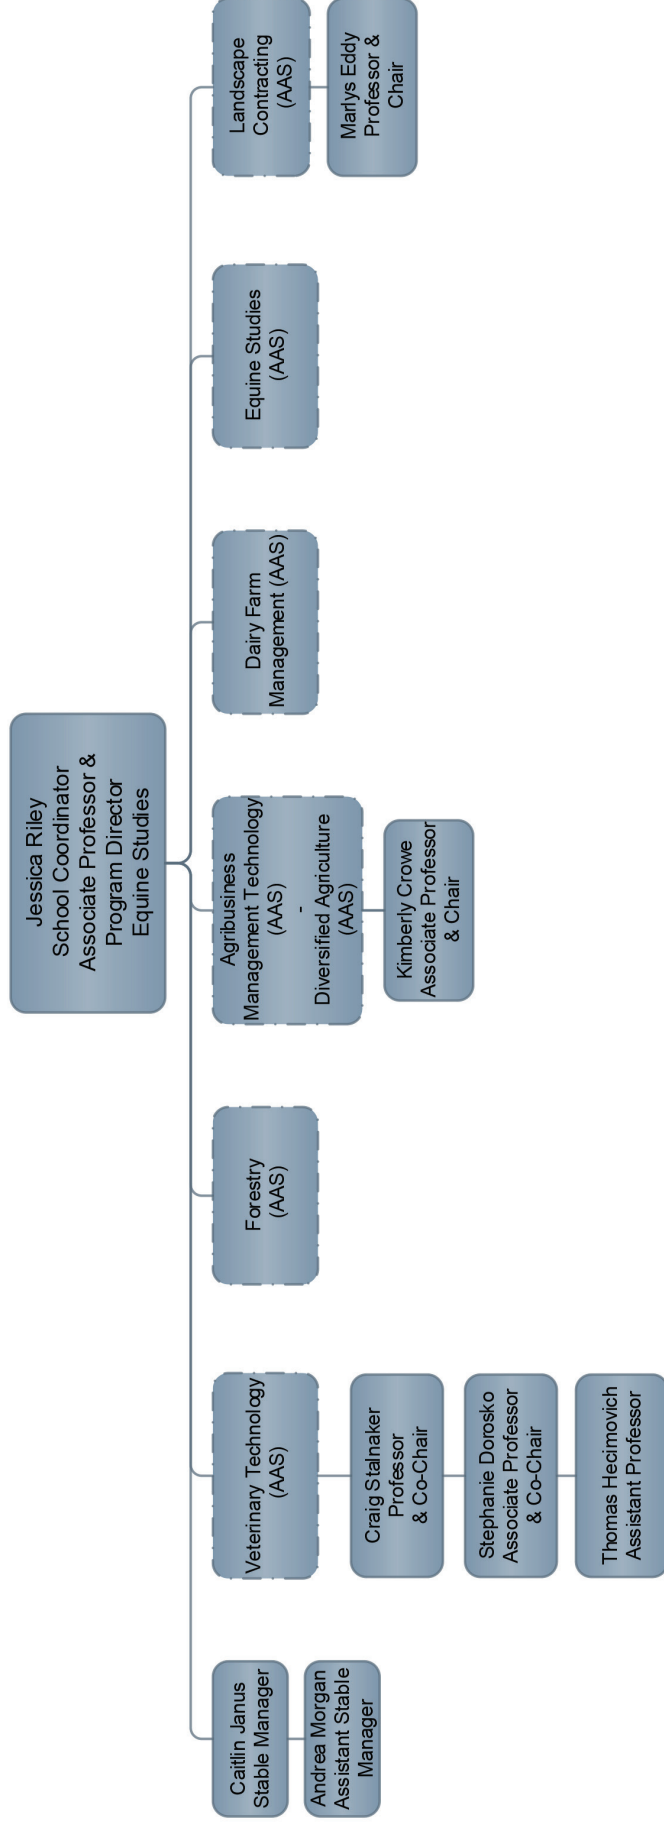 Jessica Riley
School Coordinator
Associate Professor &
Program Director
Equine Studies
Caitlin Janus
Stable Manager
Andrea Morgan
Assistant Stable
Manager
Veterinary Technology
(AAS)
Craig Stalnaker
Professor
& Co-Chair
Stephanie Dorosko
Associate Professor
& Co-Chair
Thomas Hecimovich
Assistant Professor
Forestry
(AAS)
Agribusiness
Management Technology
(AAS)
-
Diversified Agriculture
(AAS)
Kimberly Crowe
Associate Professor
& Chair
Dairy Farm
Management (AAS)
Equine Studies
(AAS)
Landscape
Contracting
(AAS)
Marlys Eddy
Professor &
Chair